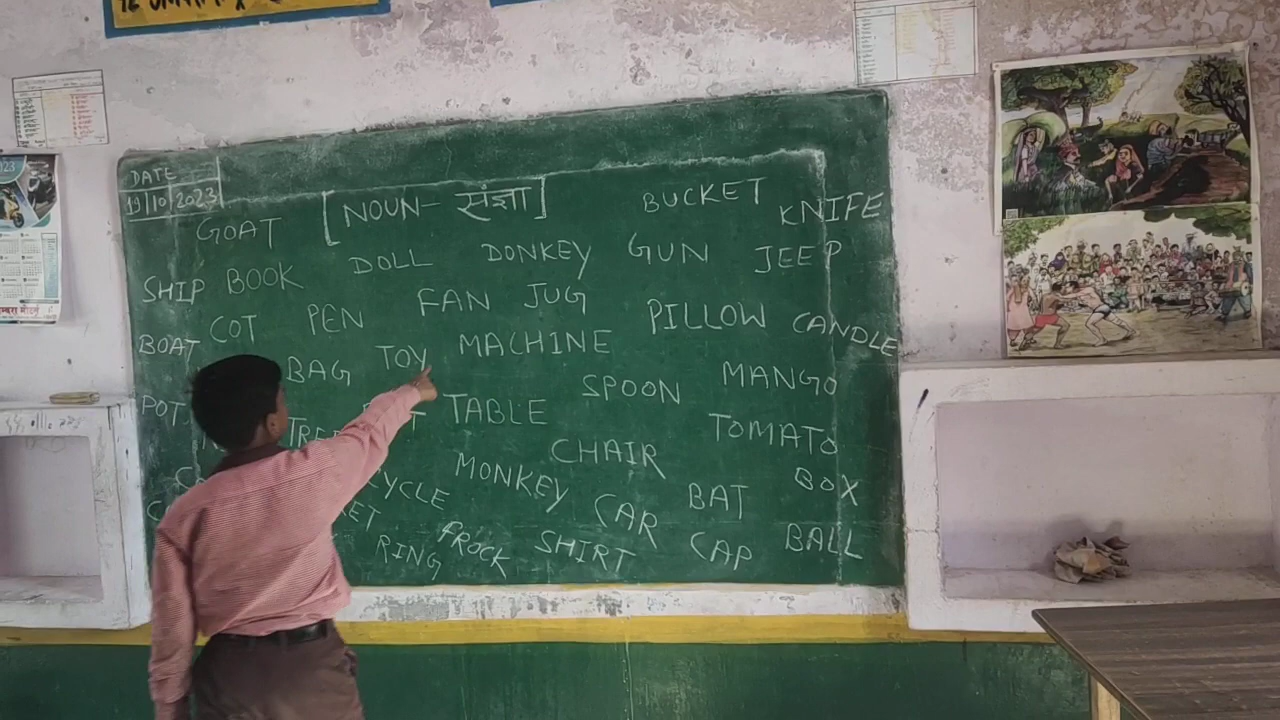 DATE
19/10/2023
[NOUN- संज्ञा]
BUCKET KNIFE
GOAT
SHIP BOOK DOLL DONKEY GUN JEEP
BOAT COT PEN FAN JUG PILLOW CANDLE
BAG TOY MACHINE SPOON MANGO
POT TABLE TOMATO
CHAIR
MONKEY CAR BAT BOX
RING FROCK SHIRT CAP BALL